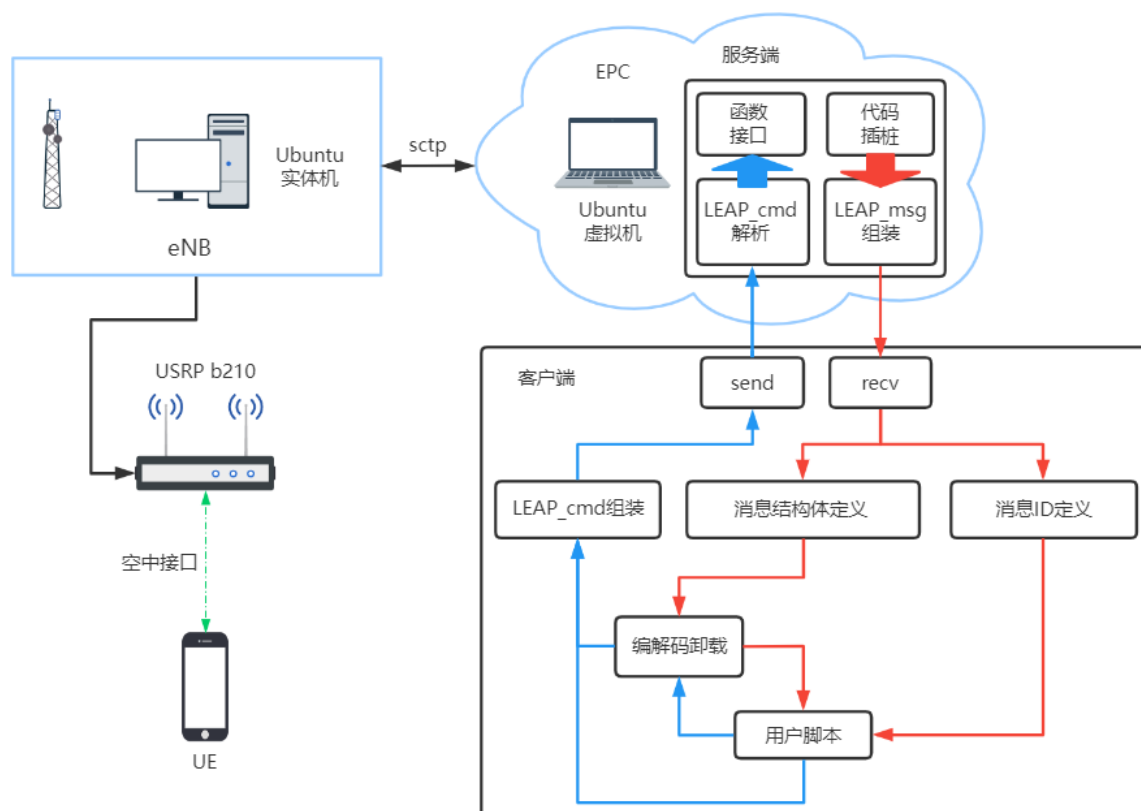 服务端
EPC
函数
接口
代码
插桩
Ubuntu
实体机
sctp
eNB
Ubuntu
虚拟机
LEAP_cmd
解析
LEAP_msg
组装
USRP b210
客户端
send
recv
LEAP_cmd组装
消息结构体定义
消息ID定义
空中接口
编解码卸载
用户脚本
UE